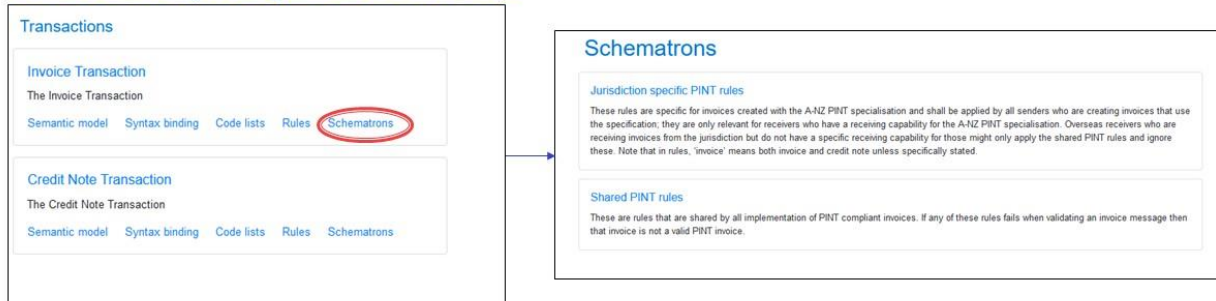 Transactions
Invoice Transaction
The Invoice Transaction
Semantic model Syntax binding Code lists Rules Schematrons
Credit Note Transaction
The Credit Note Transaction
Semantic model Syntax binding Code lists Rules Schematrons
Schematrons
Jurisdiction specific PINT rules
These rules are specific for invoices created with the A-NZ PINT specialisation and shall be applied by all senders who are creating invoices that use
the specification; they are only relevant for receivers who have a receiving capability for the A-NZ PINT specialisation. Overseas receivers who are
receiving invoices from the jurisdiction but do not have a specific receiving capability for those might only apply the shared PINT rules and ignore
these. Note that in rules, 'invoice' means both invoice and credit note unless specifically stated.
Shared PINT rules
These are rules that are shared by all implementation of PINT compliant invoices. If any of these rules fails when validating an invoice message then
that invoice is not a valid PINT invoice.